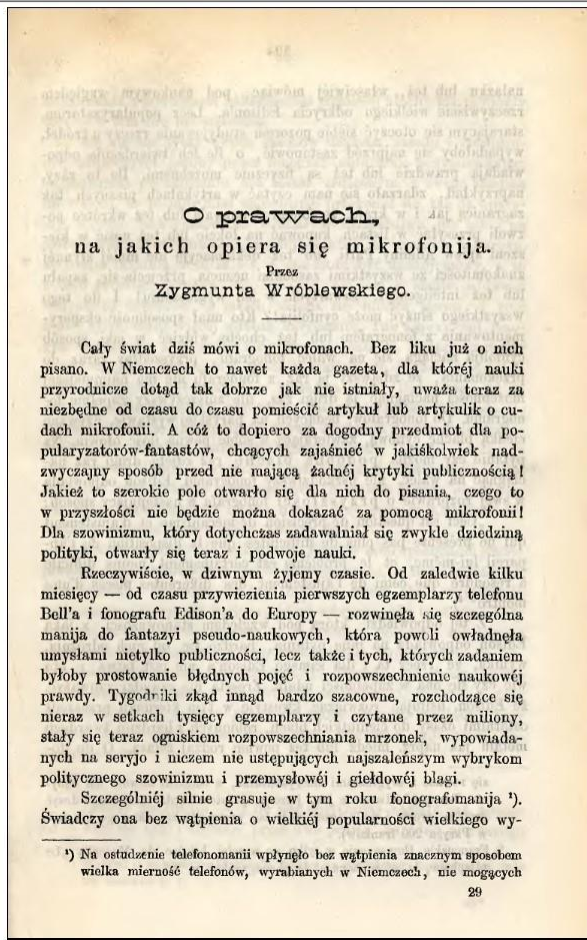 O prawach,
na jakich opiera się mikrofonija.
Przez
Zygmunta Wróblewskiego.
Cały świat dziś mówi o mikrofonach. Bez liku już o nich
pisano. W Niemczech to nawet każda gazeta, dla któréj nauki
przyrodnicze dotąd tak dobrze jak nie istniały, uważa teraz za
niezbędne od czasu do czasu pomieścić artykuł lub artykulik o cu-
dach mikrofonii. A cóż to dopiero za dogodny przedmiot dla po-
pularyzatorów-fantastów, chcących zajaśnieć w jakiśkolwiek nad-
zwyczajny sposób przed nie mającą żadnéj krytyki publicznością!
Jakież to szerokie pole otwarło się dla nich do pisania, czego to
w przyszłości nie będzie można dokazać za pomocą mikrofonii!
Dla szowinizmu, który dotychczas zadawalniał się zwykle dziedziną
polityki, otwarły się teraz i podwoje nauki.
Rzeczywiście, w dziwnym żyjemy czasie. Od zaledwie kilku
miesięcy — od czasu przywiezienia pierwszych egzemplarzy telefonu
Bell'a i fonografu Edison'a do Europy — rozwinęła się szczególna
manija do fantazyi pseudo-naukowych, która powoli owładnęła
umysłami nietylko publiczności, lecz także i tych, których zadaniem
byłoby prostowanie błędnych pojęć i rozpowszechnienie naukowéj
prawdy. Tygodniki zkąd innąd bardzo szacowne, rozchodzące się
nieraz w setkach tysięcy egzemplarzy i czytane przez miliony,
stały się teraz ogniskiem rozpowszechniania mrzonek, wypowiada-
nych na seryjo i niczem nie ustępujących najszaleńszym wybrykom
politycznego szowinizmu i przemysłowéj i giełdowéj blagi.
Szczególniéj silnie grasuje w tym roku fonografomanija ¹).
Świadczy ona bez wątpienia o wielkiéj popularności wielkiego wy-
¹) Na ostudzenie telefonomanii wpłynęło bez wątpienia znacznym sposobem
wielka mierność telefonów, wyrabianych w Niemczech, nie mogących
29